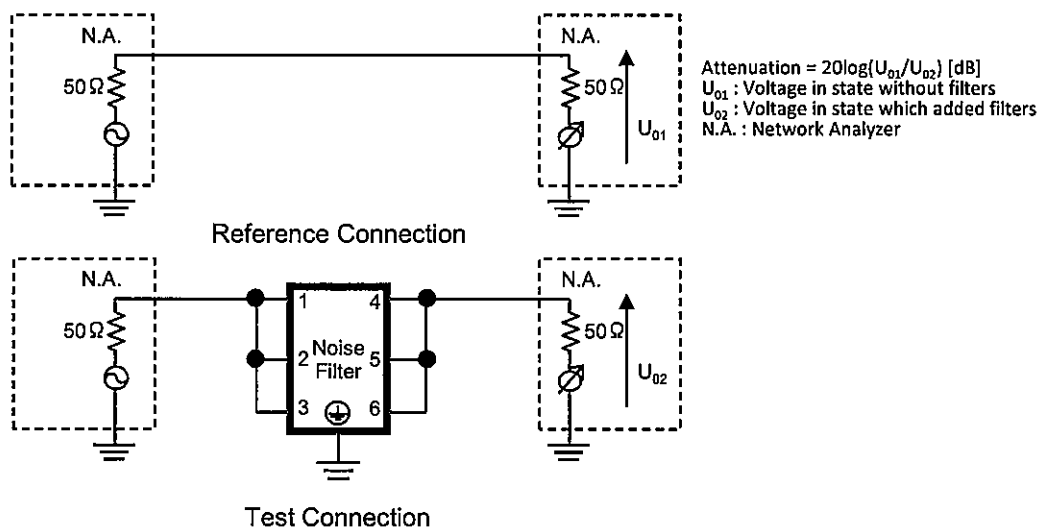 N.A.
50Ω
N.A.
50Ω
U01
Attenuation = 20log(U01/U02) [dB]
U01 : Voltage in state without filters
U02 : Voltage in state which added filters
N.A. : Network Analyzer
Reference Connection
N.A.
50Ω
1
4
2
Noise
Filter
5
3
6
N.A.
50Ω
U02
Test Connection